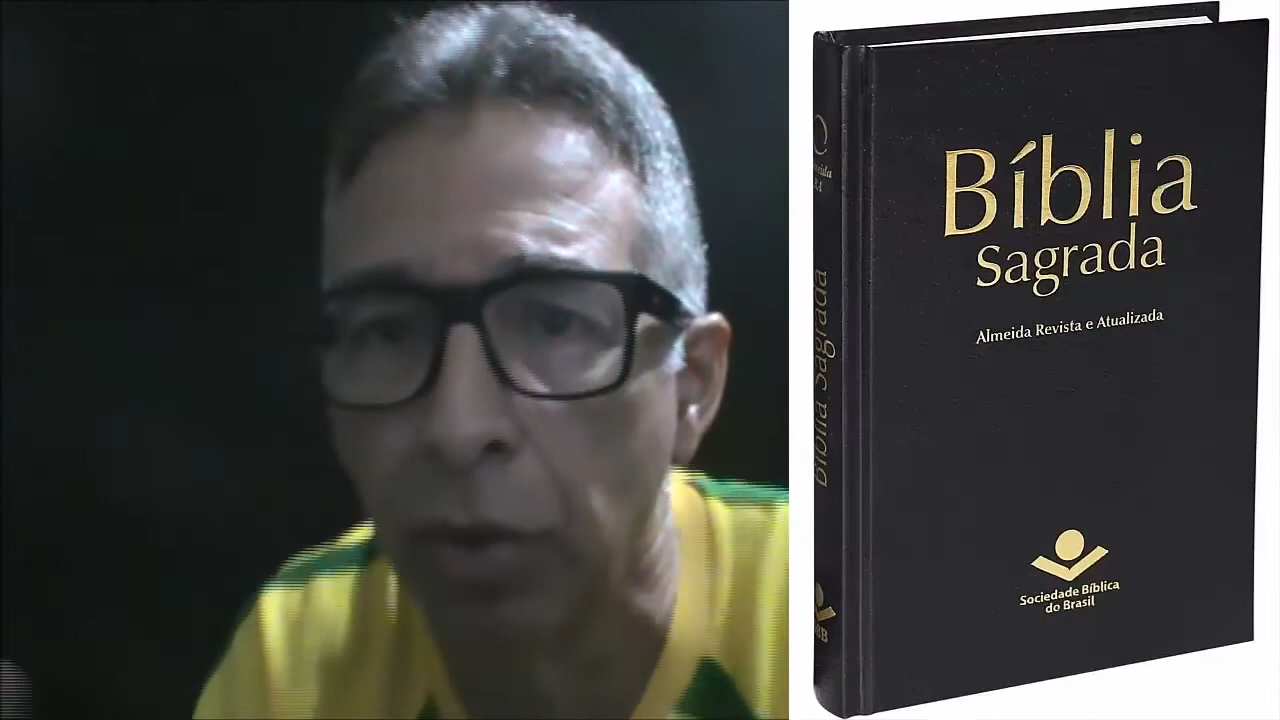 Bíblia
Sagrada
Almeida Revista e Atualizada
Sociedade Bíblica
do Brasil
Bíblia Sagrada